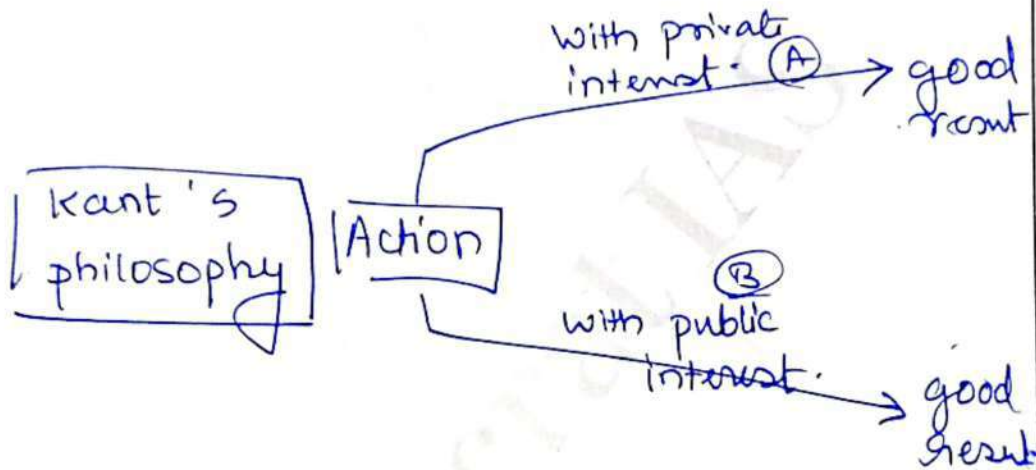 with private
interest. (A)
good
result
Kant's
philosophy
Action
(B)
with public
interest.
good
result